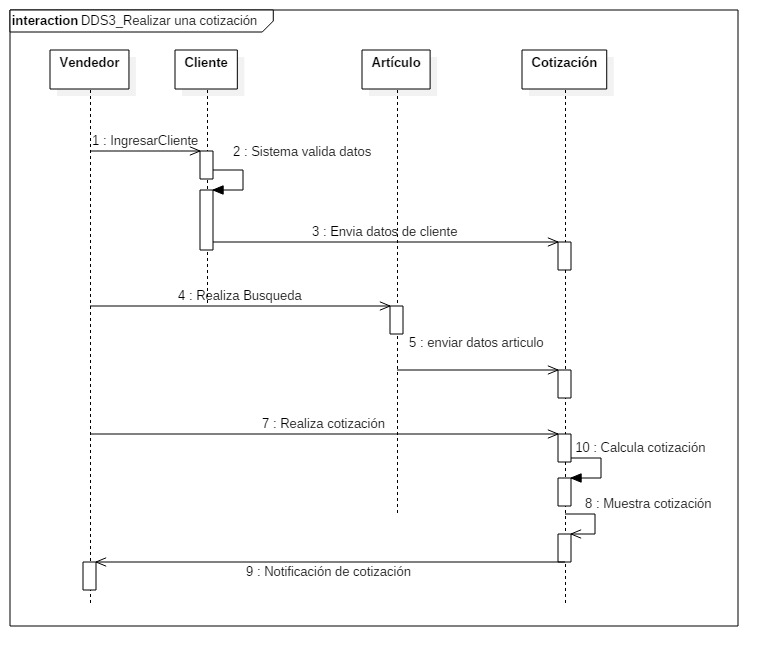 interaction DDS3_Realizar una cotización
Vendedor
Cliente
Artículo
Cotización
1 : IngresarCliente
2 : Sistema valida datos
3 : Envia datos de cliente
4 : Realiza Busqueda
5 : enviar datos articulo
7 : Realiza cotización
10 : Calcula cotización
8 : Muestra cotización
9 : Notificación de cotización